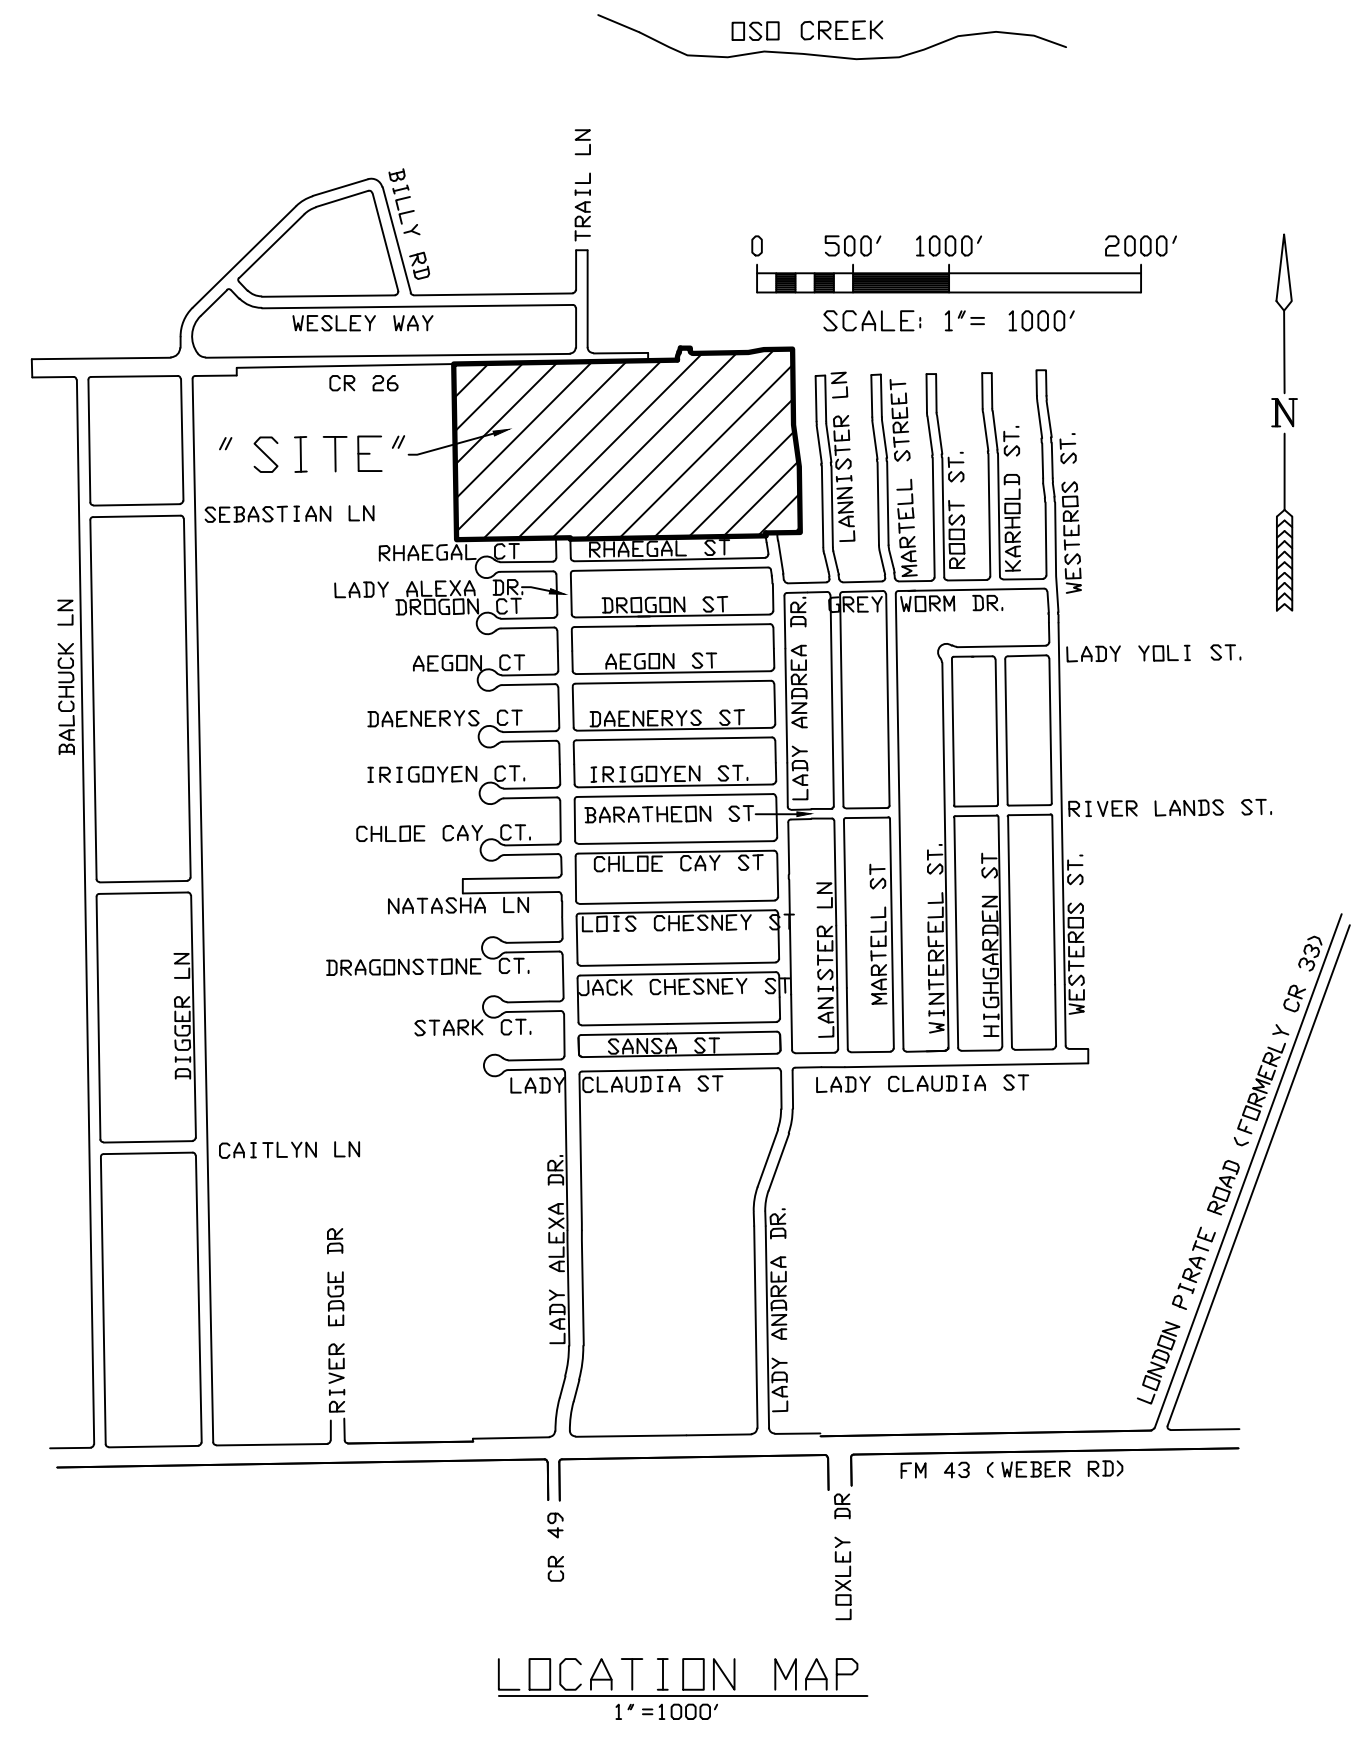 OSO CREEK
TRAIL LN
BILLY RD
0 500' 1000' 2000'
SCALE: 1"= 1000'
WESLEY WAY
CR 26
N
"SITE"
LANNISTER LN
MARTELL STREET
ROOST ST.
KARHOLD ST.
WESTEROS ST.
SEBASTIAN LN
RHAEGAL CT
RHAEGAL ST
LADY ALEXA DR.
DROGON CT
DROGON ST
GREY WORM DR.
BALCHUCK LN
AEGON CT
AEGON ST
LADY ANDREA DR.
LADY YOLI ST.
DAENERYS CT
DAENERYS ST
IRIGOYEN CT.
IRIGOYEN ST.
BARATHEON ST
RIVER LANDS ST.
CHLOE CAY CT.
CHLOE CAY ST
NATASHA LN
LOIS CHESNEY ST
LANISTER LN
MARTELL ST
WINTERFELL ST.
HIGHGARDEN ST
WESTEROS ST.
DRAGONSTONE CT.
JACK CHESNEY ST
DIGGER LN
STARK CT.
SANSA ST
LADY CLAUDIA ST
LADY CLAUDIA ST
LONDON PIRATE ROAD (FORMERLY CR 33)
CAITLYN LN
LADY ALEXA DR.
LADY ANDREA DR.
RIVER EDGE DR
FM 43 (WEBER RD)
CR 49
LOXLEY DR
LOCATION MAP
1"=1000'